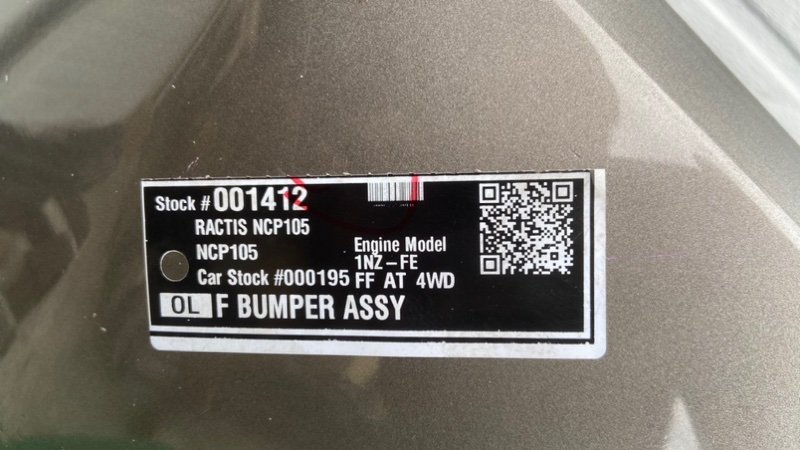 Stock # 001412
RACTIS NCP105
NCP105
Engine Model
1NZ-FE
Car Stock #000195 FF AT 4WD
OL F BUMPER ASSY